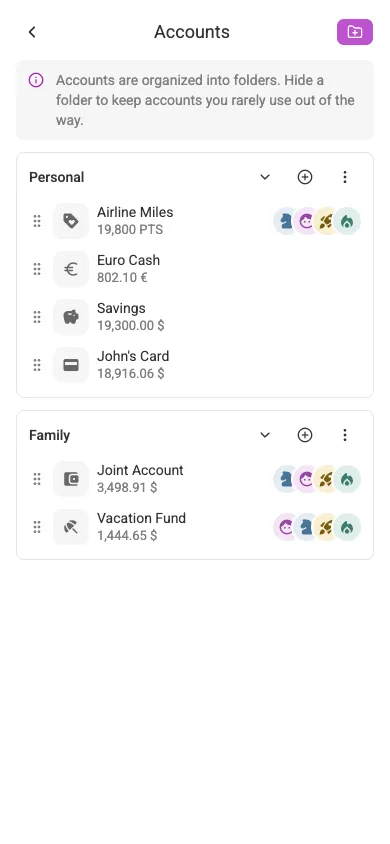 Accounts
Accounts are organized into folders. Hide a
folder to keep accounts you rarely use out of the
way.
Personal
Airline Miles
19,800 PTS
Euro Cash
802.10 €
Savings
19,300.00 $
John's Card
18,916.06 $
Family
Joint Account
3,498.91 $
Vacation Fund
1,444.65 $